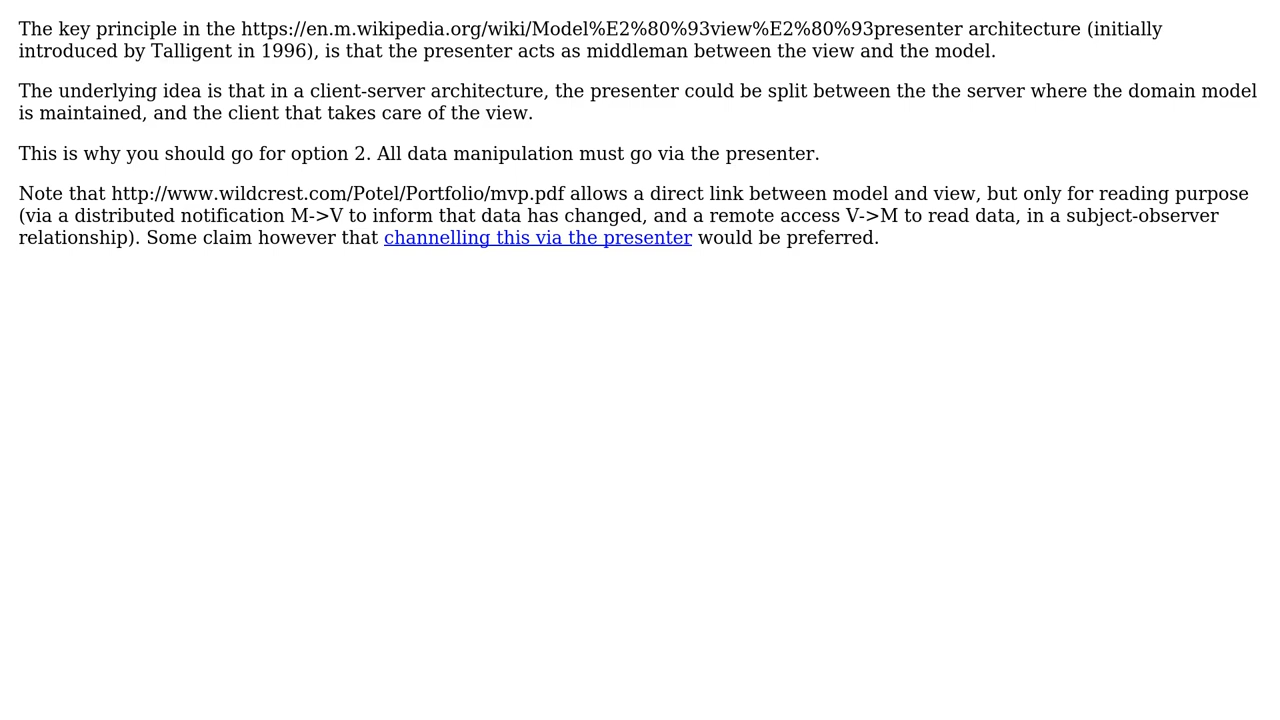 The key principle in the https://en.m.wikipedia.org/wiki/Model%E2%80%93view%E2%80%93presenter architecture (initially
introduced by Talligent in 1996), is that the presenter acts as middleman between the view and the model.
The underlying idea is that in a client-server architecture, the presenter could be split between the the server where the domain model
is maintained, and the client that takes care of the view.
This is why you should go for option 2. All data manipulation must go via the presenter.
Note that http://www.wildcrest.com/Potel/Portfolio/mvp.pdf allows a direct link between model and view, but only for reading purpose
(via a distributed notification M->V to inform that data has changed, and a remote access V->M to read data, in a subject-observer
relationship). Some claim however that channelling this via the presenter would be preferred.